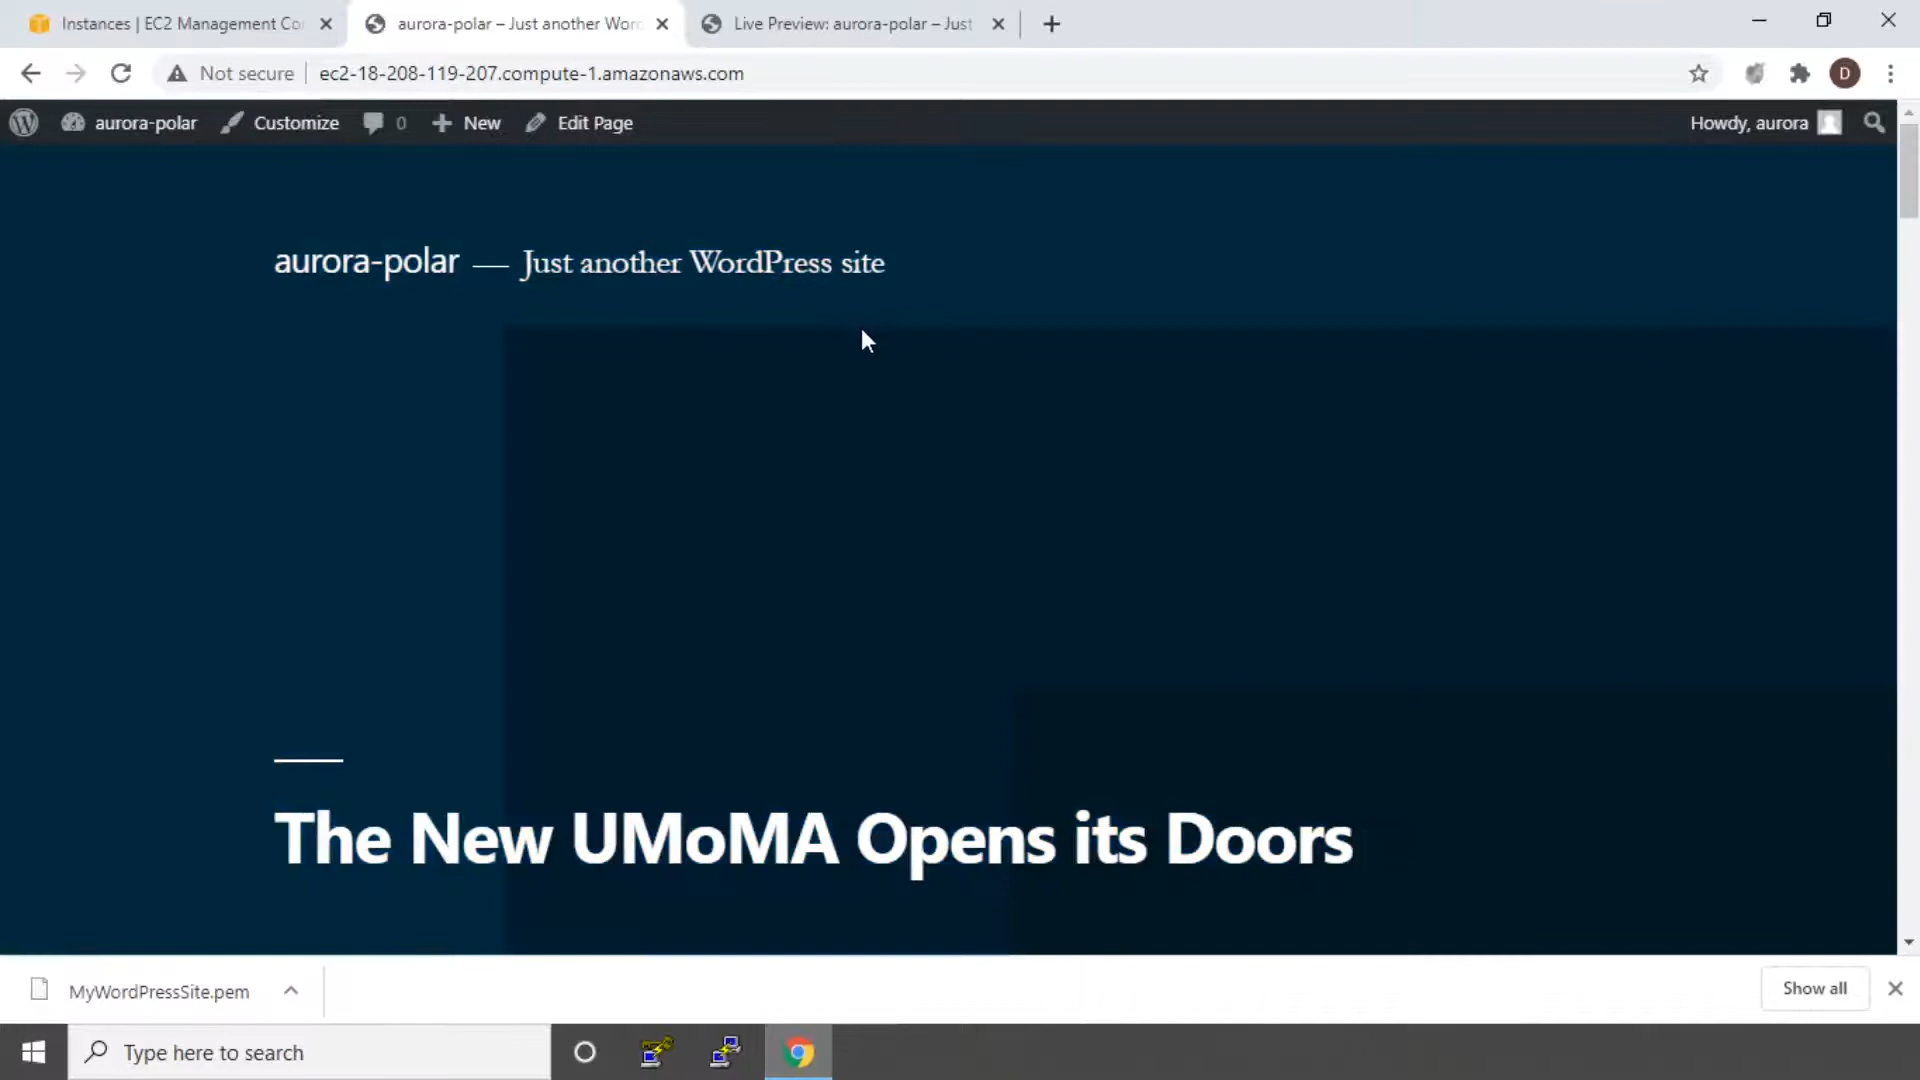 Instances | EC2 Management Co
aurora-polar – Just another Wor
Live Preview: aurora-polar – Just
Not secure
ec2-18-208-119-207.compute-1.amazonaws.com
D
aurora-polar
Customize
0
New
Edit Page
Howdy, aurora
aurora-polar — Just another WordPress site
The New UMoMA Opens its Doors
MyWordPressSite.pem
Show all
Type here to search